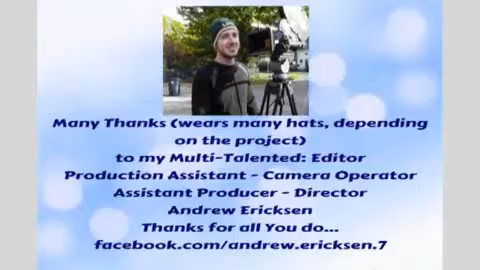 Many Thanks (wears many hats, depending
on the project)
to my Multi-Talented: Editor
Production Assistant - Camera Operator
Assistant Producer - Director
Andrew Ericksen
Thanks for all You do...
facebook.com/andrew.ericksen.7